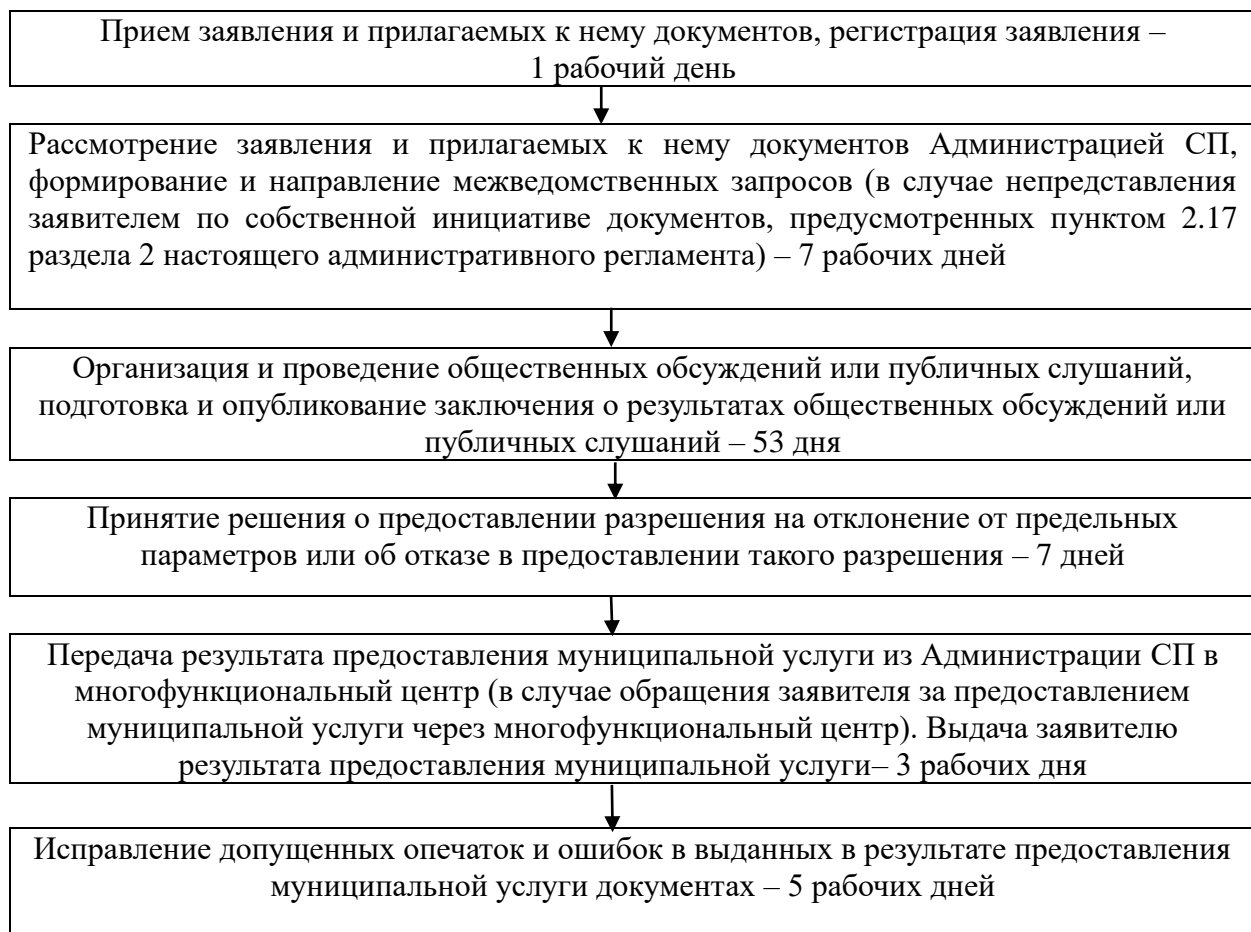 Прием заявления и прилагаемых к нему документов, регистрация заявления –
1 рабочий день
Рассмотрение заявления и прилагаемых к нему документов Администрацией СП,
формирование и направление межведомственных запросов (в случае непредставления
заявителем по собственной инициативе документов, предусмотренных пунктом 2.17
раздела 2 настоящего административного регламента) – 7 рабочих дней
Организация и проведение общественных обсуждений или публичных слушаний,
подготовка и опубликование заключения о результатах общественных обсуждений или
публичных слушаний – 53 дня
Принятие решения о предоставлении разрешения на отклонение от предельных
параметров или об отказе в предоставлении такого разрешения – 7 дней
Передача результата предоставления муниципальной услуги из Администрации СП в
многофункциональный центр (в случае обращения заявителя за предоставлением
муниципальной услуги через многофункциональный центр). Выдача заявителю
результата предоставления муниципальной услуги– 3 рабочих дня
Исправление допущенных опечаток и ошибок в выданных в результате предоставления
муниципальной услуги документах – 5 рабочих дней